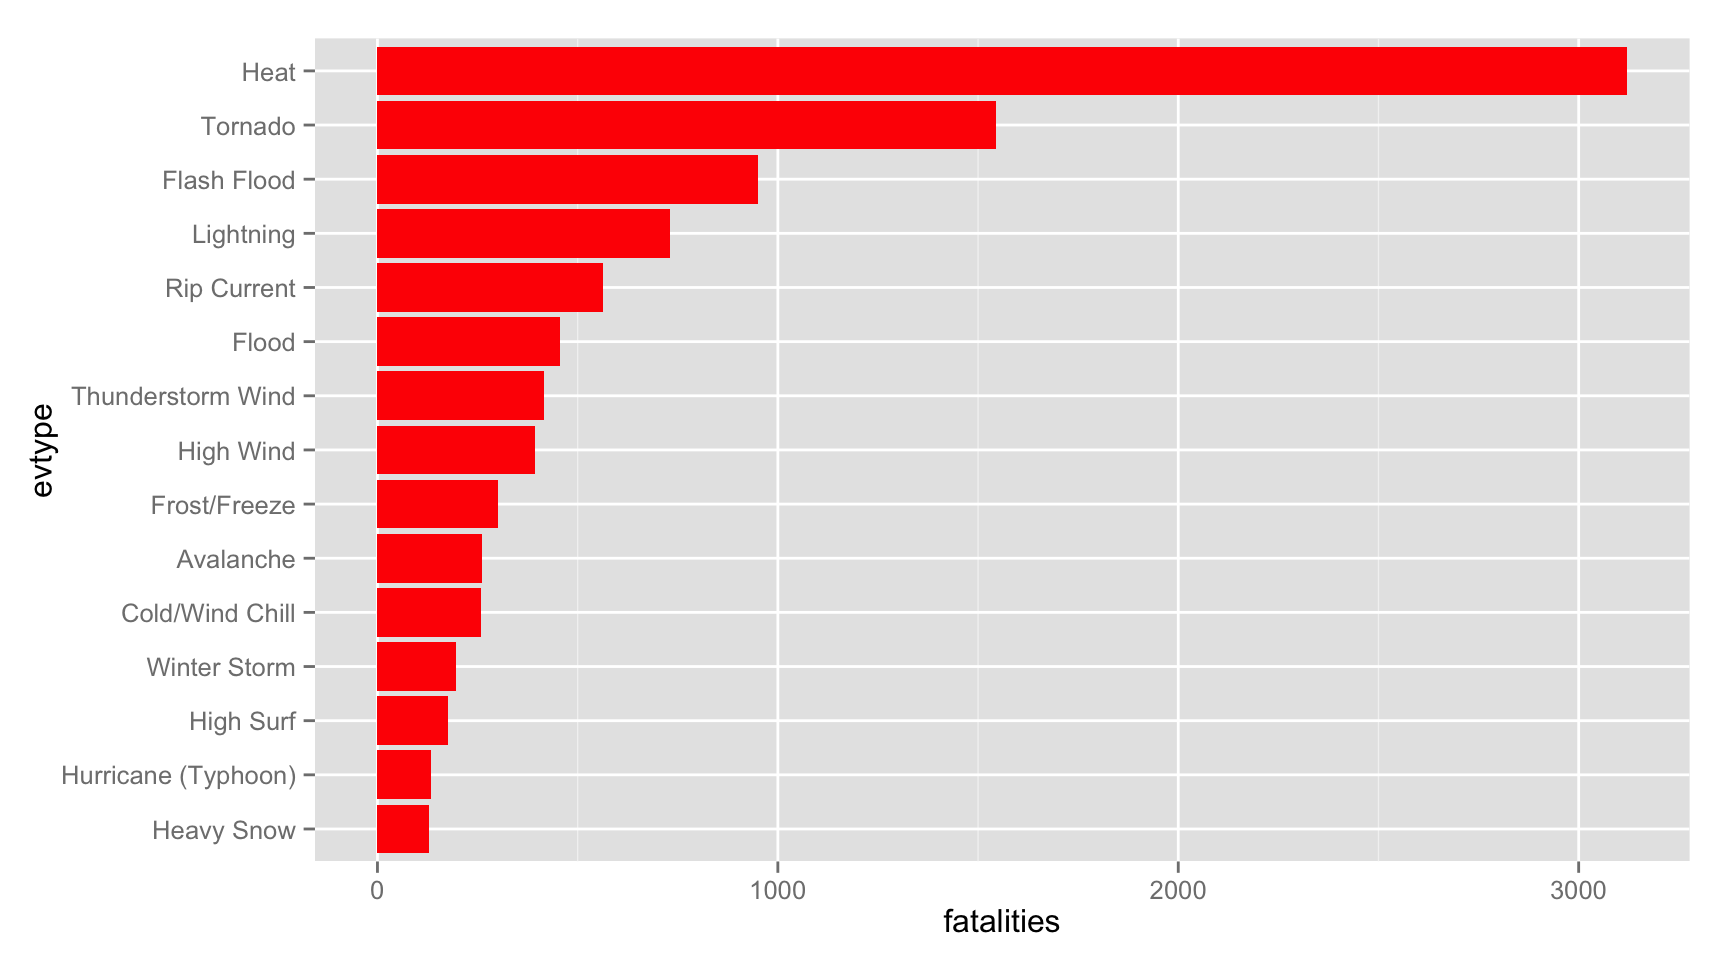 Heat
Tornado
Flash Flood
Lightning
Rip Current
Flood
Thunderstorm Wind
High Wind
Frost/Freeze
Avalanche
Cold/Wind Chill
Winter Storm
High Surf
Hurricane (Typhoon)
Heavy Snow
evtype
0 1000 2000 3000
fatalities